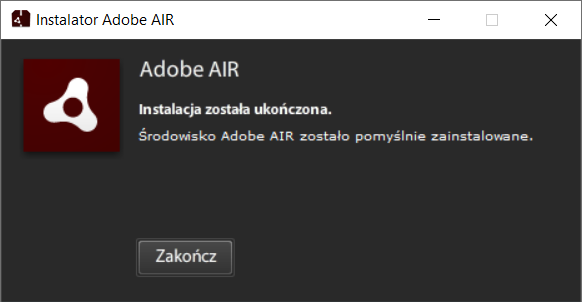 Instalator Adobe AIR
Adobe AIR
Instalacja została ukończona.
Środowisko Adobe AIR zostało pomyślnie zainstalowane.
Zakończ